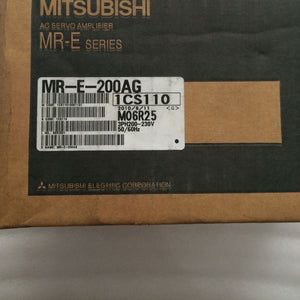 MITSUBISHI
AC SERVO AMPLIFIER
MR-E SERIES
MR-E-200AG
1CS110
M06R25
3PH200-230V
50/60Hz
MITSUBISHI ELECTRIC CORPORATION